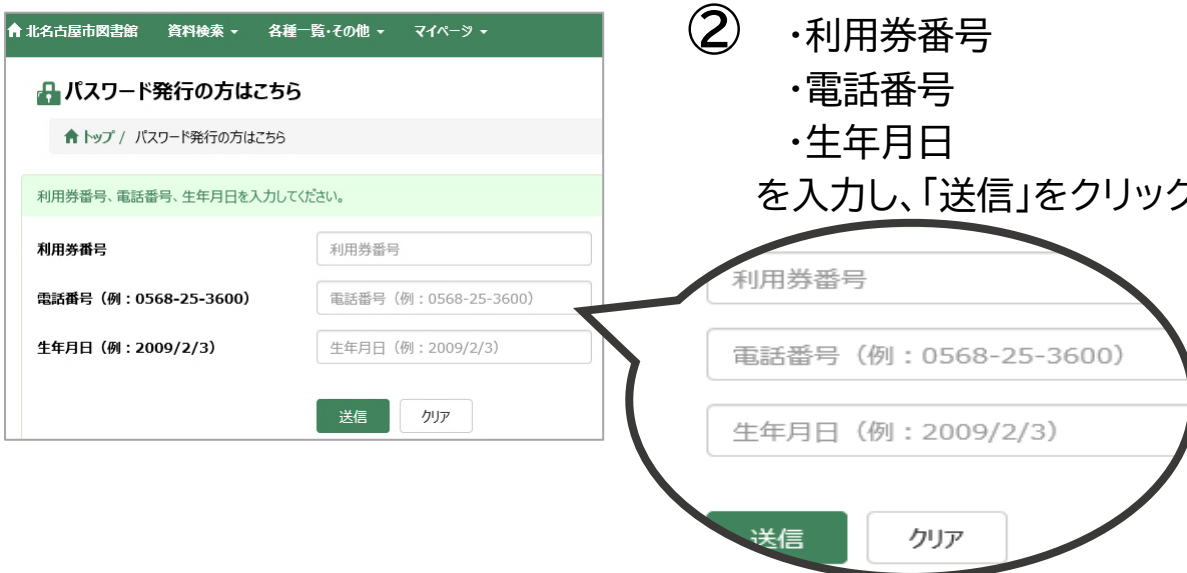 北名古屋市図書館 資料検索 各種一覧・その他 マイページ
パスワード発行の方はこちら
トップ / パスワード発行の方はこちら
利用券番号、電話番号、生年月日を入力してください。
利用券番号 利用券番号
電話番号（例：0568-25-3600） 電話番号（例：0568-25-3600）
生年月日（例：2009/2/3） 生年月日（例：2009/2/3）
送信 クリア
② ・利用券番号
・電話番号
・生年月日
を入力し、「送信」をクリック
利用券番号
電話番号（例：0568-25-3600）
生年月日（例：2009/2/3）
送信 クリア